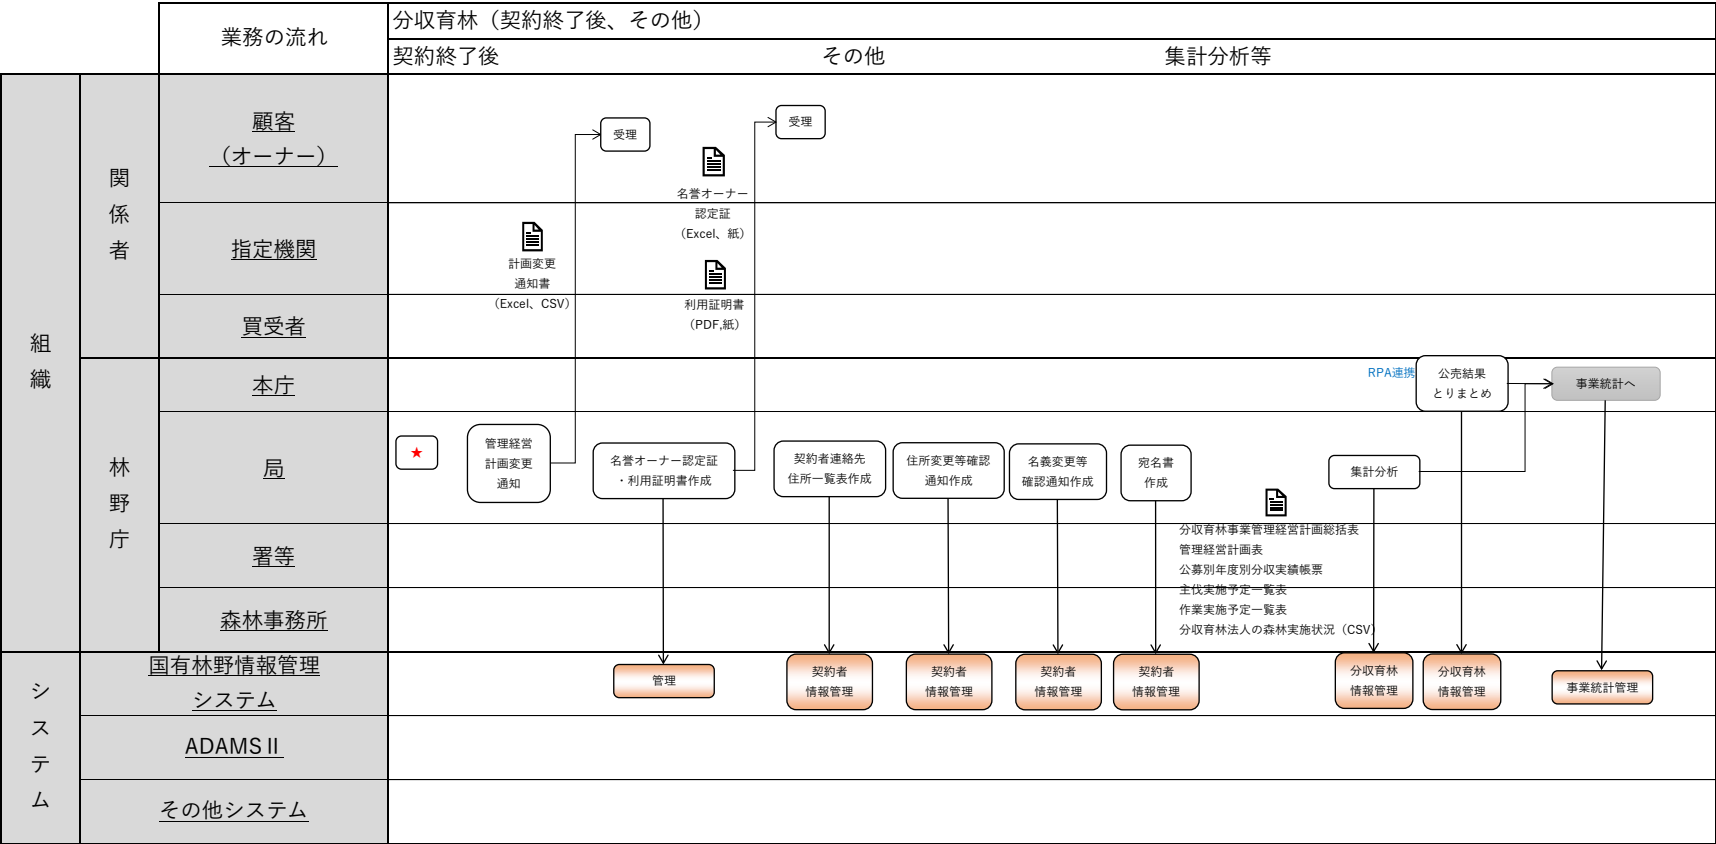 業務の流れ
分収育林（契約終了後、その他）
契約終了後
その他
集計分析等
組織
関係者
顧客
（オーナー）
指定機関
買受者
林野庁
本庁
局
署等
森林事務所
システム
国有林野情報管理
システム
ADAMSⅡ
その他システム
受理
受理
名誉オーナー
認定証
（Excel、紙）
計画変更
通知書
（Excel、CSV）
利用証明書
（PDF,紙）
RPA連携
公売結果
とりまとめ
事業統計へ
★
管理経営
計画変更
通知
名誉オーナー認定証
・利用証明書作成
契約者連絡先
住所一覧表作成
住所変更等確認
通知作成
名義変更等
確認通知作成
宛名書
作成
集計分析
分収育林事業管理経営計画総括表
管理経営計画表
公募別年度別分収実績帳票
主伐実施予定一覧表
作業実施予定一覧表
分収育林法人の森林実施状況（CSV）
管理
契約者
情報管理
契約者
情報管理
契約者
情報管理
契約者
情報管理
分収育林
情報管理
分収育林
情報管理
事業統計管理